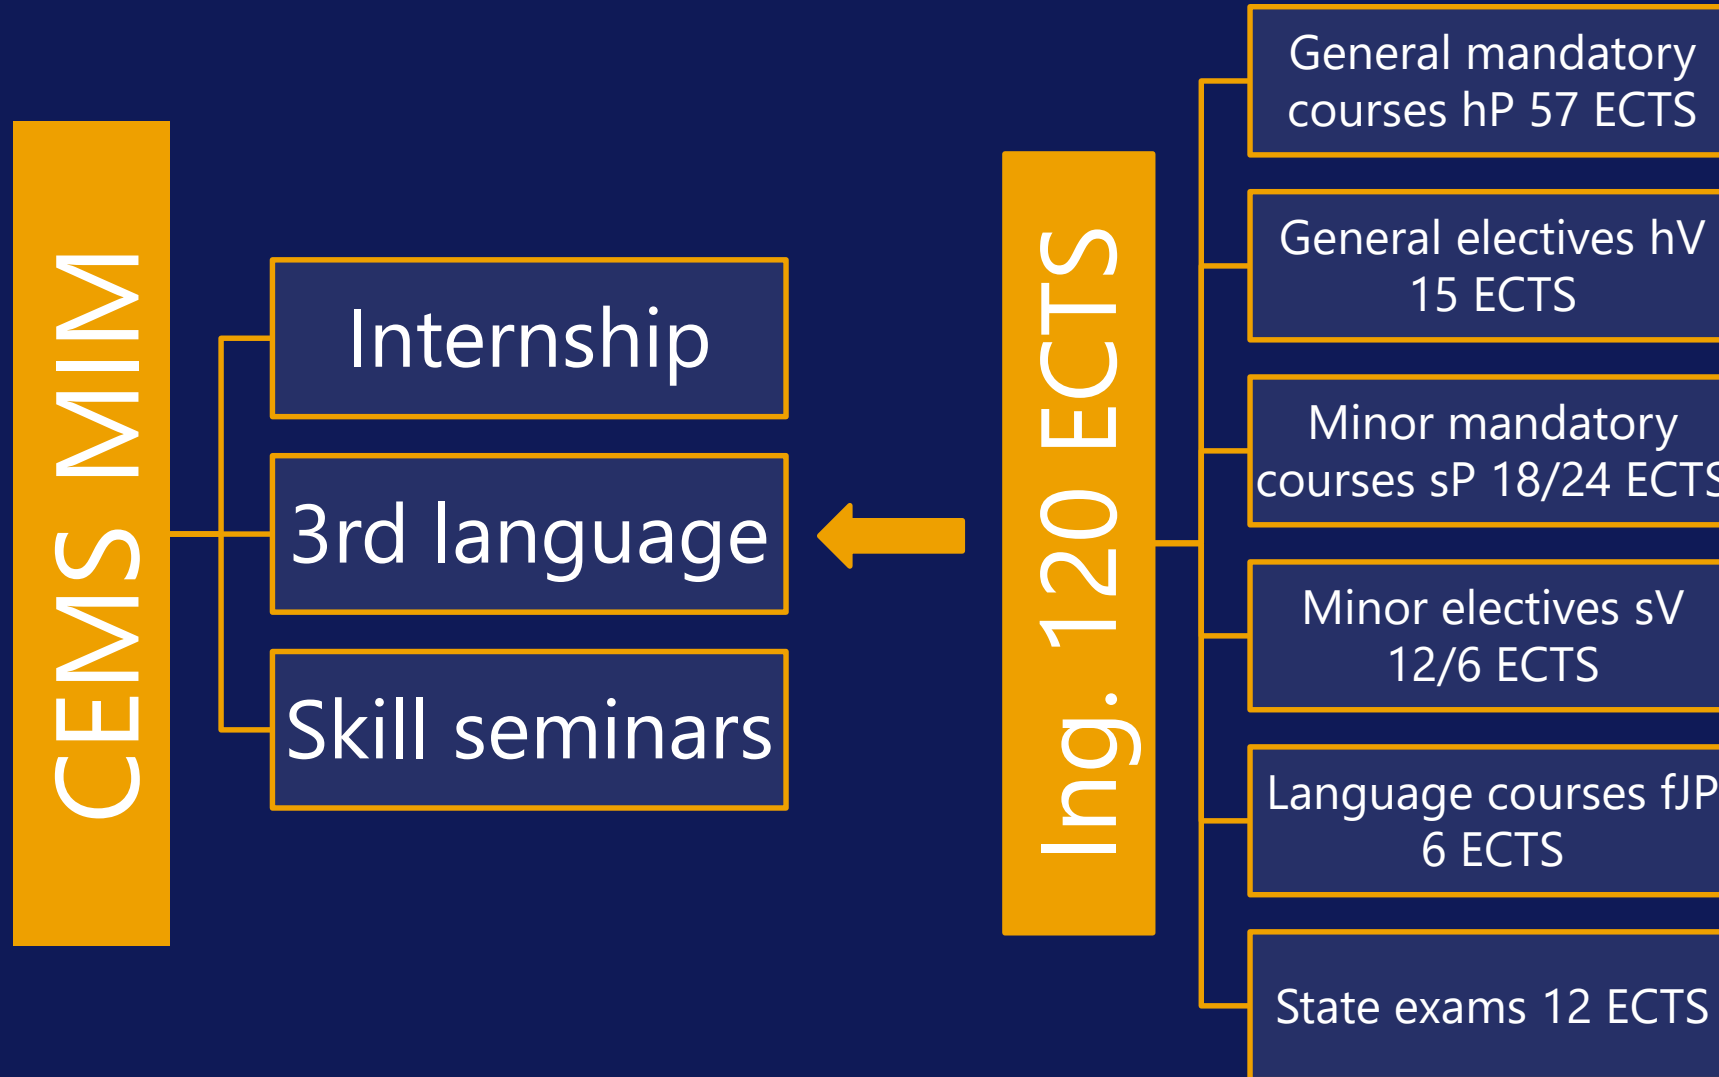 CEMS MIM
Internship
3rd language
Skill seminars
Ing. 120 ECTS
General mandatory
courses hP 57 ECTS
General electives hV
15 ECTS
Minor mandatory
courses sP 18/24 ECTS
Minor electives sV
12/6 ECTS
Language courses fJP
6 ECTS
State exams 12 ECTS